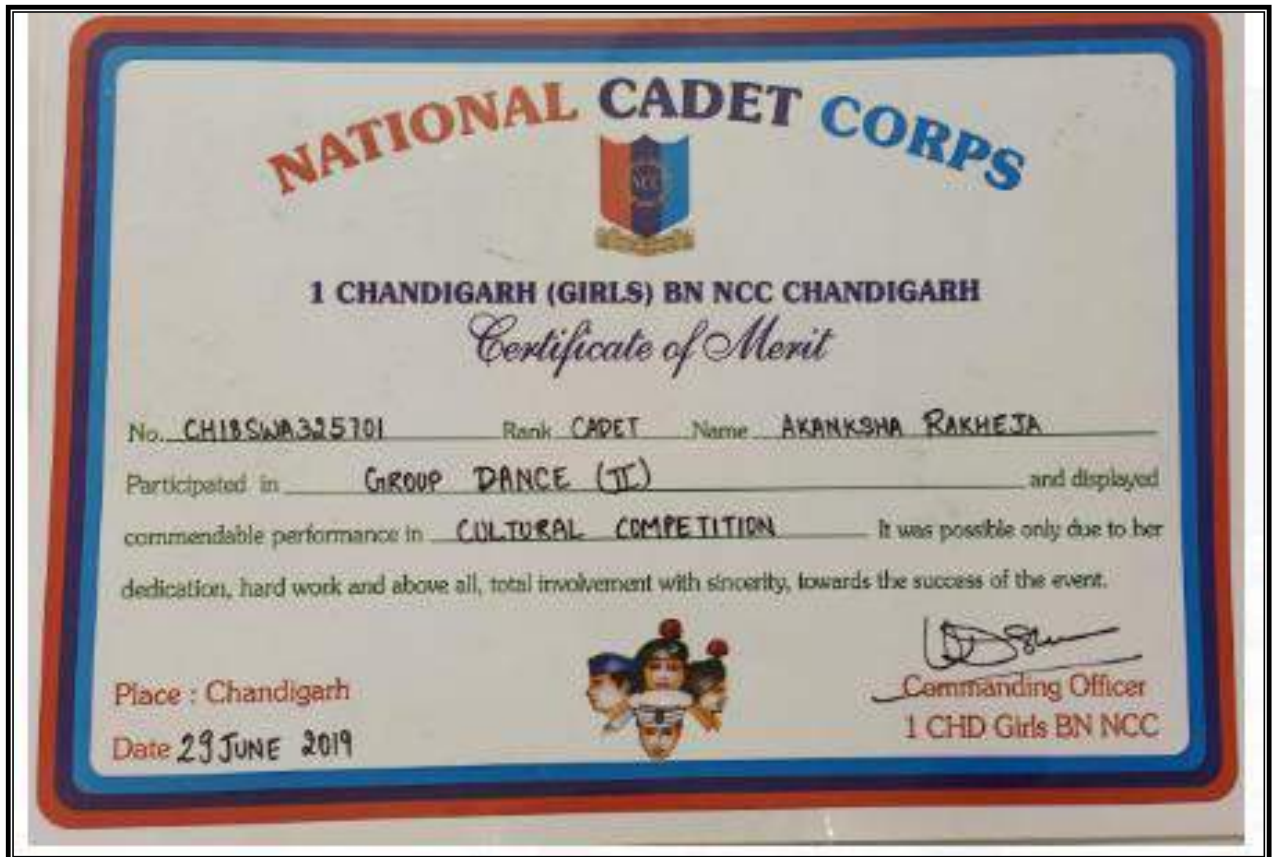 NATIONAL CADET CORPS
NCC
1 CHANDIGARH (GIRLS) BN NCC CHANDIGARH
Certificate of Merit
No. CH18SWA325701 Rank CADET Name AKANKSHA RAKHEJA
Participated in GROUP DANCE (II) and displayed
commendable performance in CULTURAL COMPETITION It was possible only due to her
dedication, hard work and above all, total involvement with sincerity, towards the success of the event.
Place : Chandigarh
Commanding Officer
Date 29 JUNE 2019
1 CHD Girls BN NCC